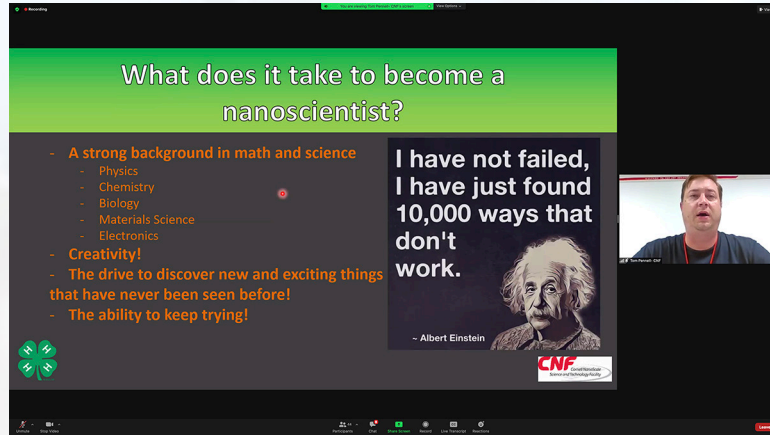 Recording
You are viewing Tom Pennell - CNF's screen
View Options
What does it take to become a
nanoscientist?
- A strong background in math and science
- Physics
- Chemistry
- Biology
- Materials Science
- Electronics
- Creativity!
- The drive to discover new and exciting things
that have never been seen before!
- The ability to keep trying!
I have not failed,
I have just found
10,000 ways that
don't
work.
~ Albert Einstein
H H
H H
CNF
Cornell NanoScale
Science and Technology Facility
Tom Pennell - CNF
Unmute
Stop Video
Participants
44
Chat
Share Screen
Record
Live Transcript
Reactions
Leave